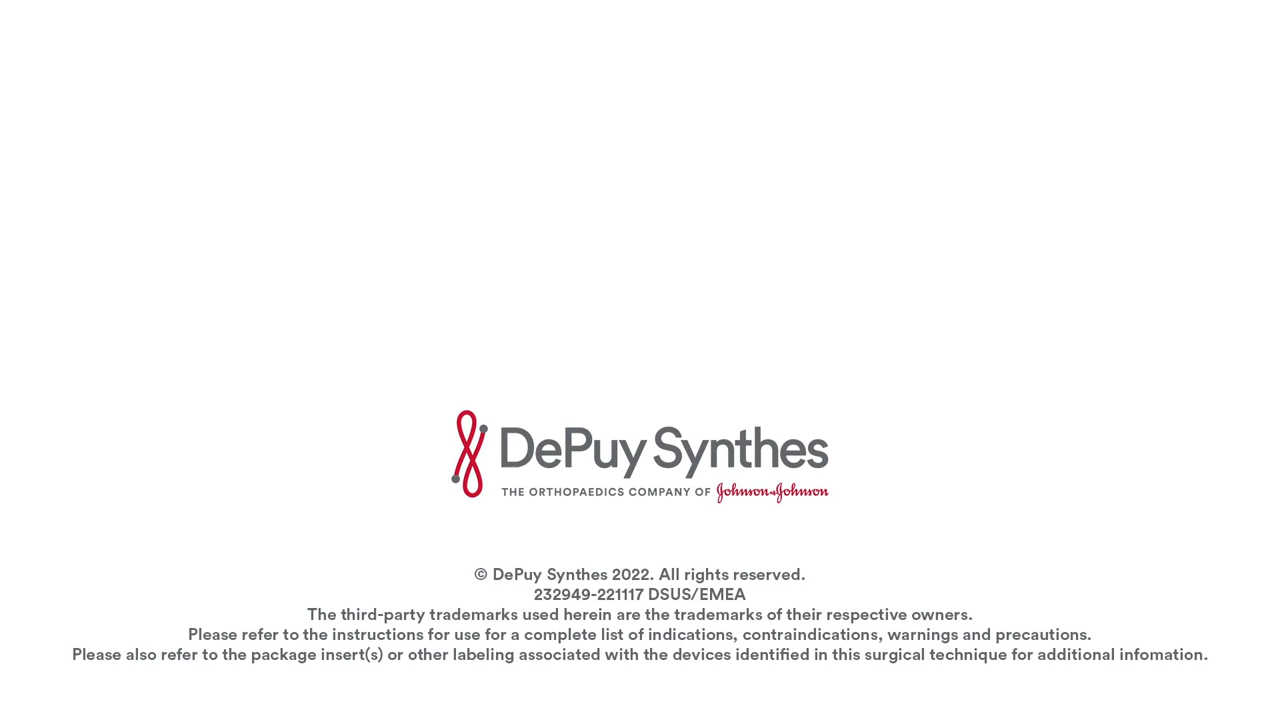 DePuy Synthes
THE ORTHOPAEDICS COMPANY OF Johnson & Johnson
© DePuy Synthes 2022. All rights reserved.
232949-221117 DSUS/EMEA
The third-party trademarks used herein are the trademarks of their respective owners.
Please refer to the instructions for use for a complete list of indications, contraindications, warnings and precautions.
Please also refer to the package insert(s) or other labeling associated with the devices identified in this surgical technique for additional infomation.